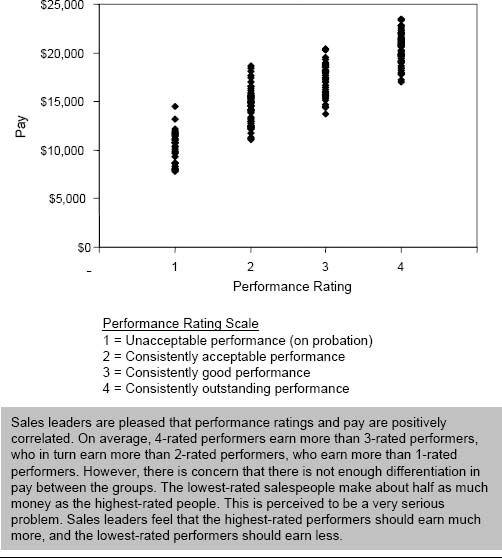 $25,000
$20,000
$15,000
Pay
$10,000
$5,000
$0
1 2 3 4
Performance Rating
Performance Rating Scale
1 = Unacceptable performance (on probation)
2 = Consistently acceptable performance
3 = Consistently good performance
4 = Consistently outstanding performance
Sales leaders are pleased that performance ratings and pay are positively
correlated. On average, 4-rated performers earn more than 3-rated performers,
who in turn earn more than 2-rated performers, who earn more than 1-rated
performers. However, there is concern that there is not enough differentiation in
pay between the groups. The lowest-rated salespeople make about half as much
money as the highest-rated people. This is perceived to be a very serious
problem. Sales leaders feel that the highest-rated performers should earn much
more, and the lowest-rated performers should earn less.